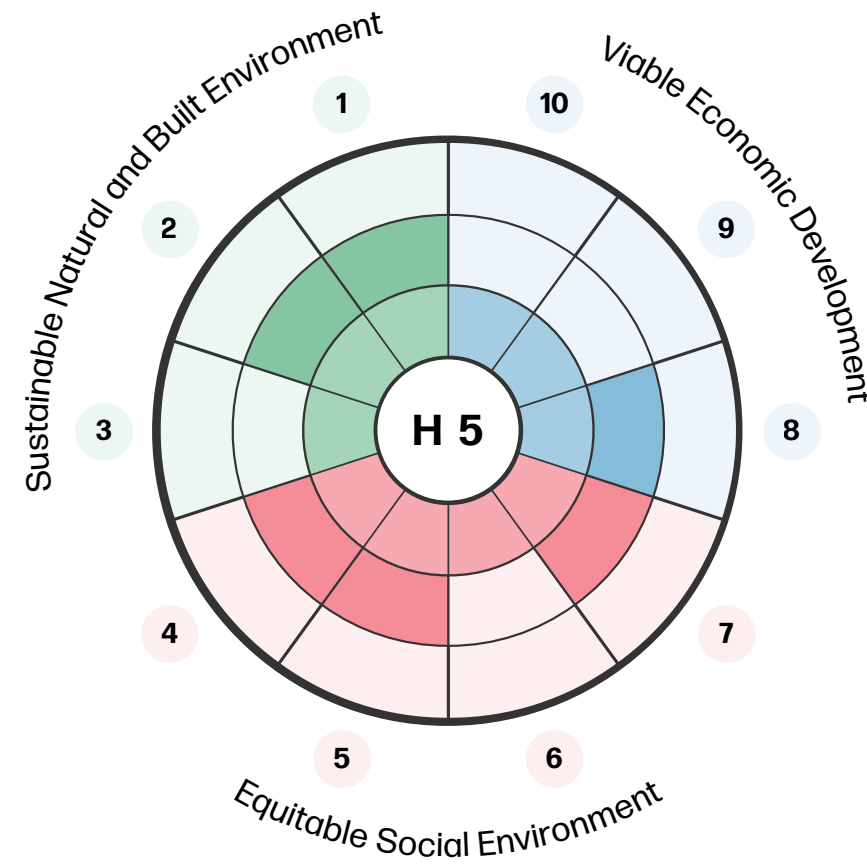 Sustainable Natural and Built Environment
Viable Economic Development
1
10
2
9
3
H 5
8
4
7
5
6
Equitable Social Environment